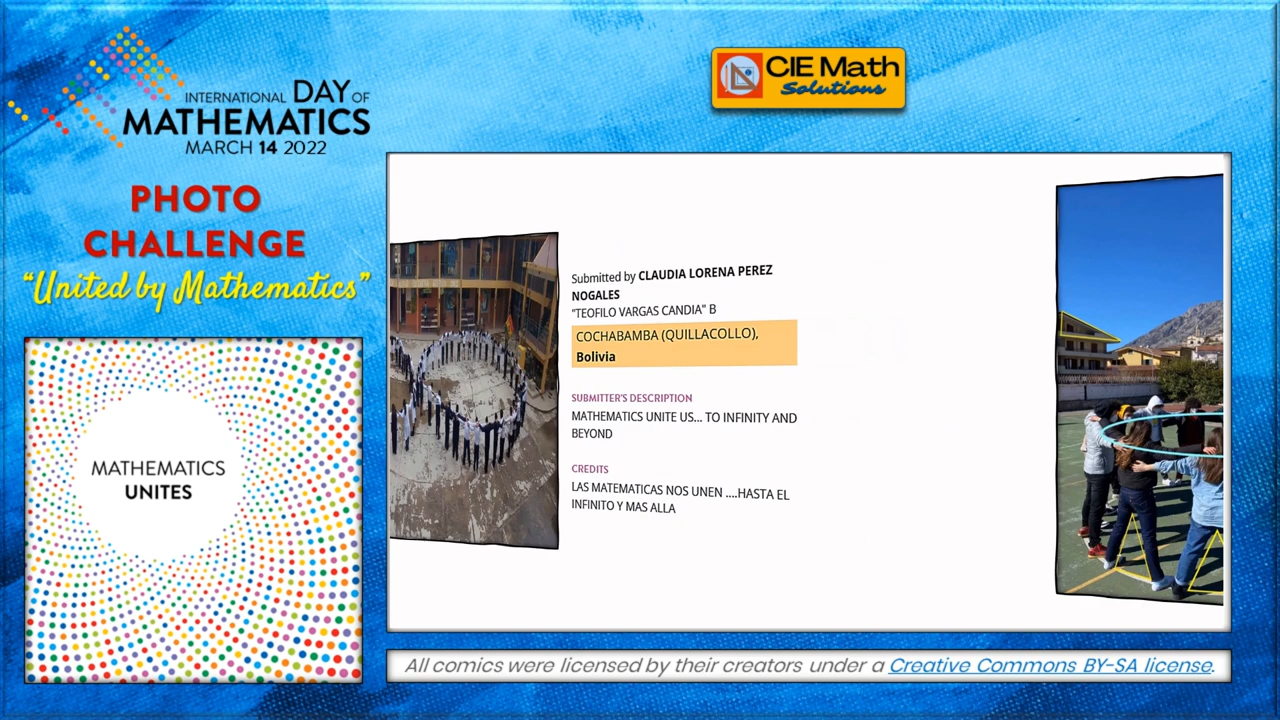 INTERNATIONAL DAY OF
MATHEMATICS
MARCH 14 2022
PHOTO
CHALLENGE
“United by Mathematics”
MATHEMATICS
UNITES
CIE Math
Solutions
Submitted by CLAUDIA LORENA PEREZ
NOGALES
"TEOFILO VARGAS CANDIA" B
COCHABAMBA (QUILLACOLLO),
Bolivia
SUBMITTER'S DESCRIPTION
MATHEMATICS UNITE US... TO INFINITY AND
BEYOND
CREDITS
LAS MATEMATICAS NOS UNEN ....HASTA EL
INFINITO Y MAS ALLA
All comics were licensed by their creators under a Creative Commons BY-SA license.